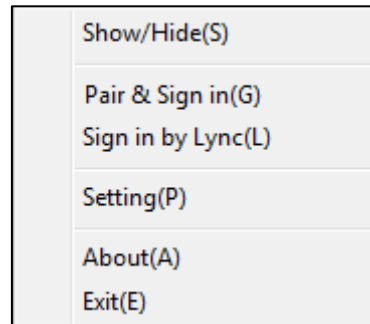 Show/Hide(S)
Pair & Sign in(G)
Sign in by Lync(L)
Setting(P)
About(A)
Exit(E)